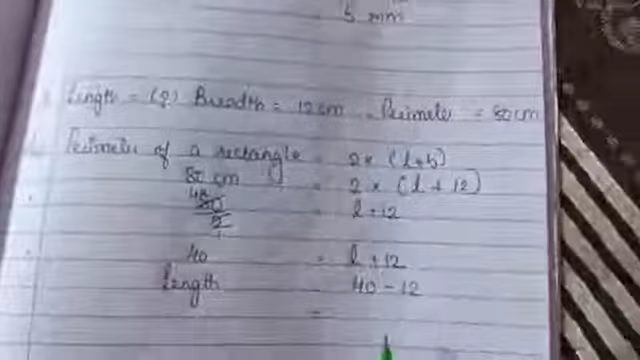 5 mm
Length = (?) Breadth = 12 cm Perimeter = 80 cm
Perimeter of a rectangle = 2 × (l+b)
80 cm = 2 × (l + 12)
40
80 = l + 12
2
40 = l + 12
Length 40 - 12
=